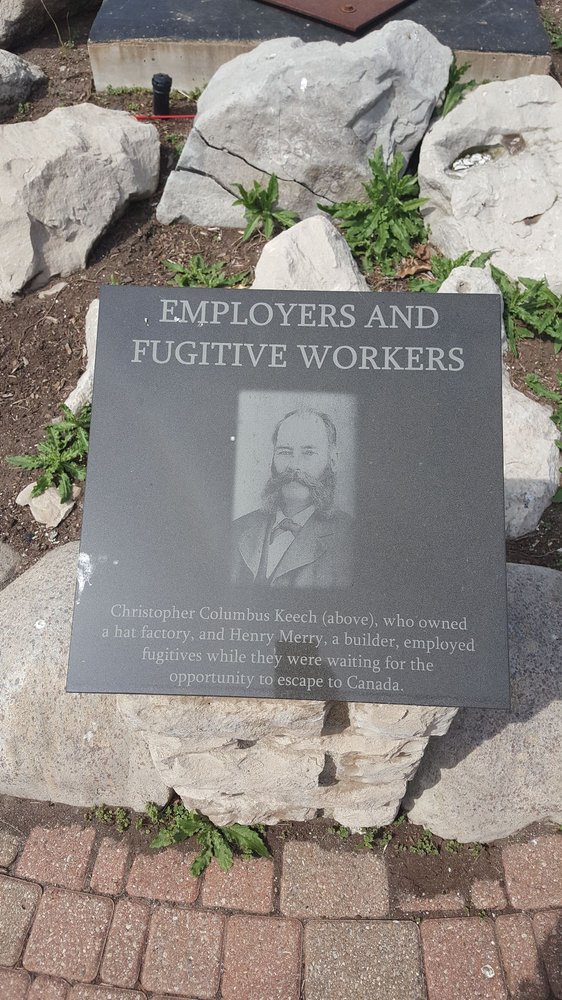 EMPLOYERS AND
FUGITIVE WORKERS
Christopher Columbus Keech (above), who owned
a hat factory, and Henry Merry, a builder, employed
fugitives while they were waiting for the
opportunity to escape to Canada.